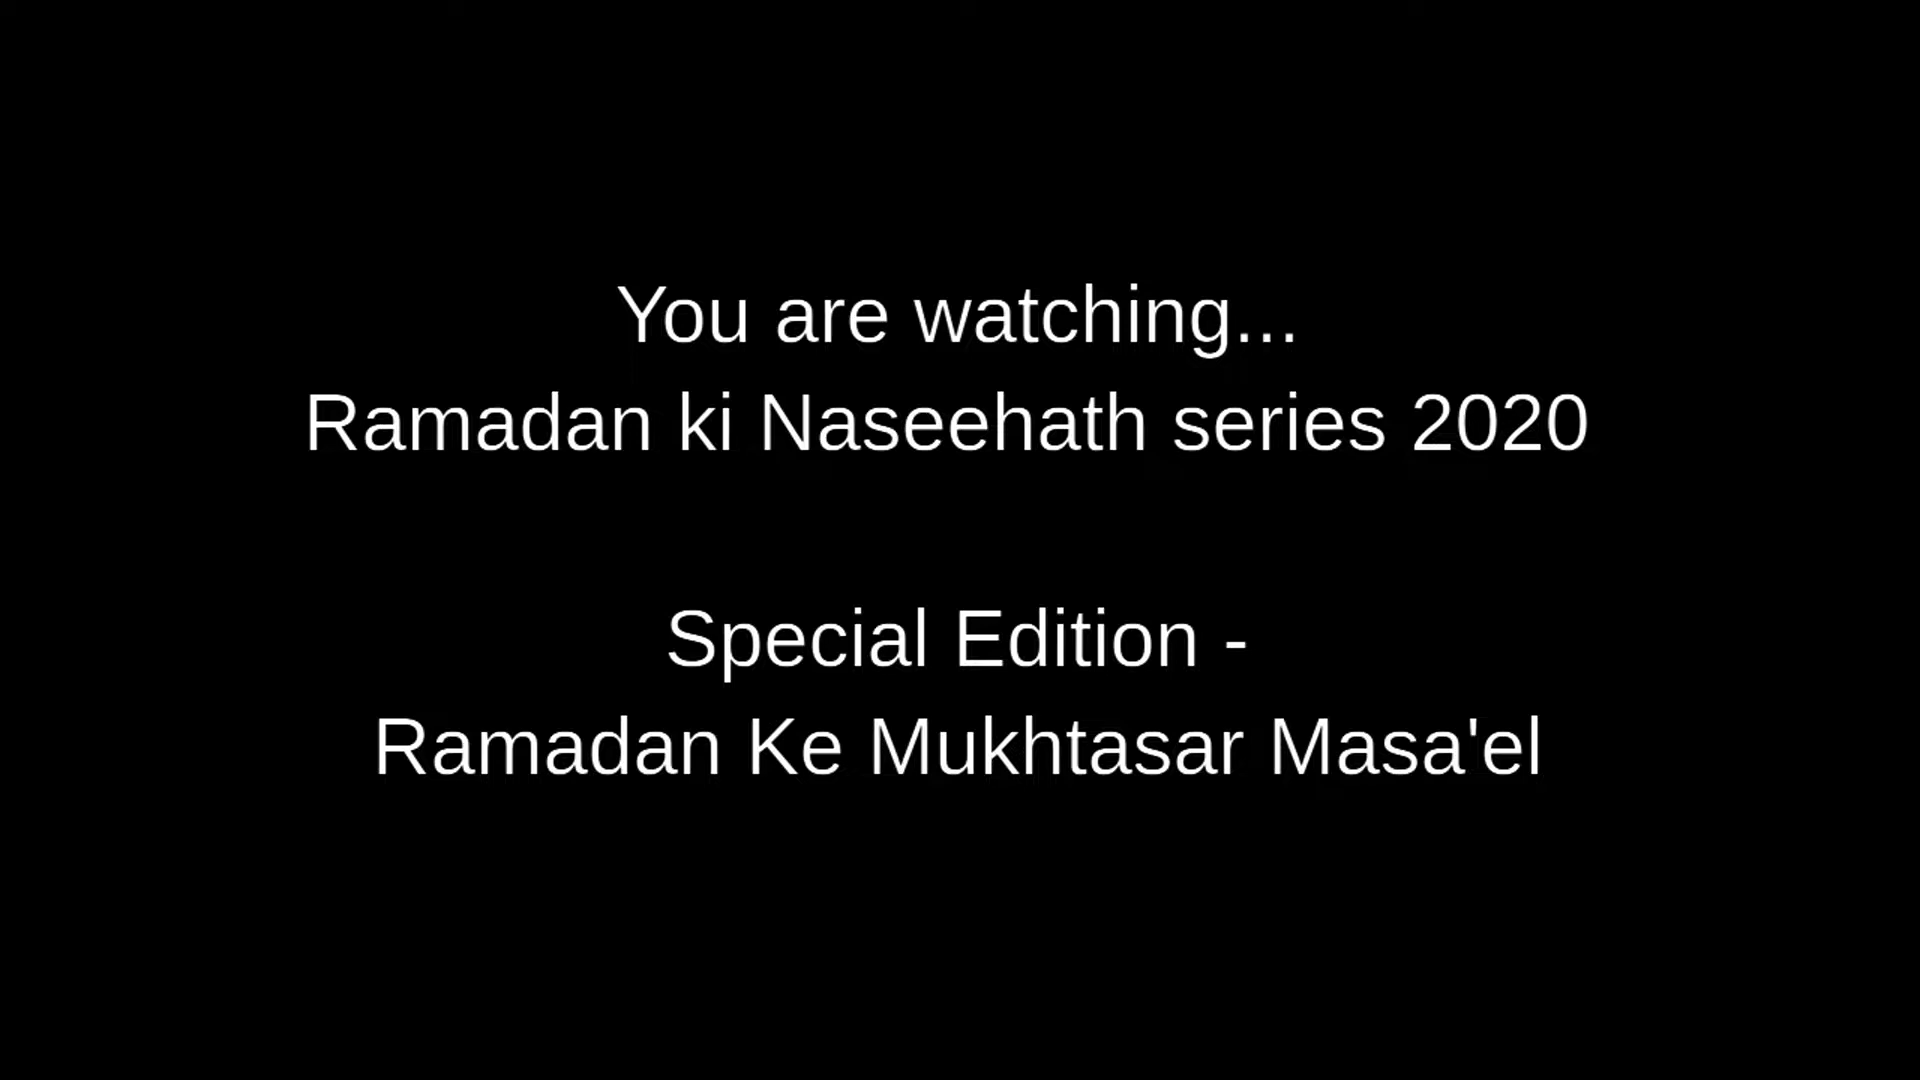 You are watching...
Ramadan ki Naseehath series 2020
Special Edition -
Ramadan Ke Mukhtasar Masa'el